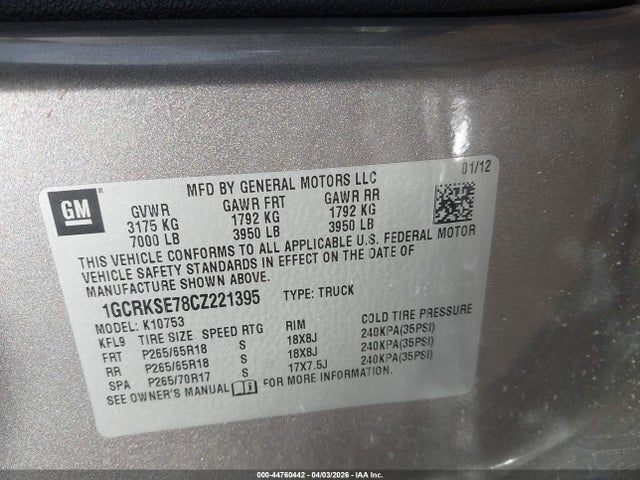 MFD BY GENERAL MOTORS LLC
01/12
GM
GVWR GAWR FRT GAWR RR
3175 KG 1792 KG 1792 KG
7000 LB 3950 LB 3950 LB
THIS VEHICLE CONFORMS TO ALL APPLICABLE U.S. FEDERAL MOTOR
VEHICLE SAFETY STANDARDS IN EFFECT ON THE DATE OF
MANUFACTURE SHOWN ABOVE.
1GCRKSE78CZ221395 TYPE: TRUCK
MODEL: K10753
KFL9 TIRE SIZE SPEED RTG RIM COLD TIRE PRESSURE
FRT P265/65R18 S 18X8J 240KPA(35PSI)
RR P265/65R18 S 18X8J 240KPA(35PSI)
SPA P265/70R17 S 17X7.5J 240KPA(35PSI)
SEE OWNER'S MANUAL FOR MORE INFORMATION.
000-44760442 | 04/03/2026 - IAA Inc.